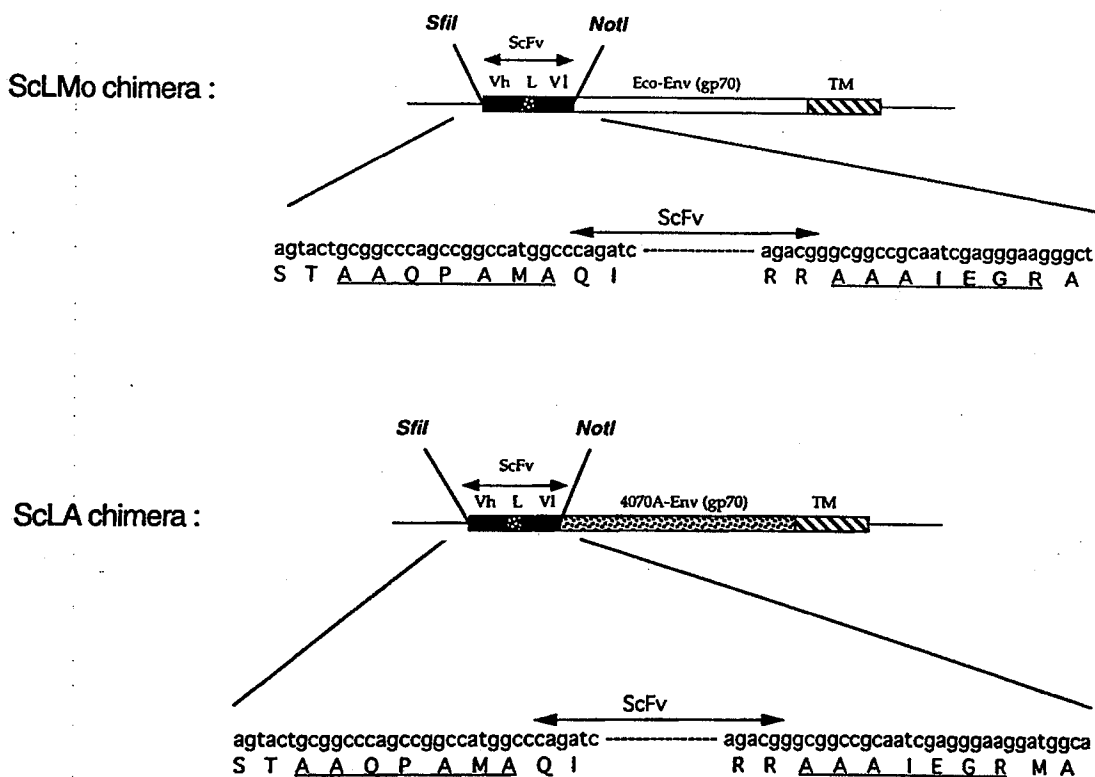 SfiI NotI
ScFv
Vh L Vl Eco-Env (gp70) TM
ScLMo chimera :
ScFv
agtactgcggcccagccggccatggcccagatc ---------------- agacgggcggccgcaatcgagggaagggct
S T A A Q P A M A Q I R R A A A I E G R A
SfiI NotI
ScFv
Vh L Vl 4070A-Env (gp70) TM
ScLA chimera :
ScFv
agtactgcggcccagccggccatggcccagatc ---------------- agacgggcggccgcaatcgagggaaggatggca
S T A A Q P A M A Q I R R A A A I E G R M A